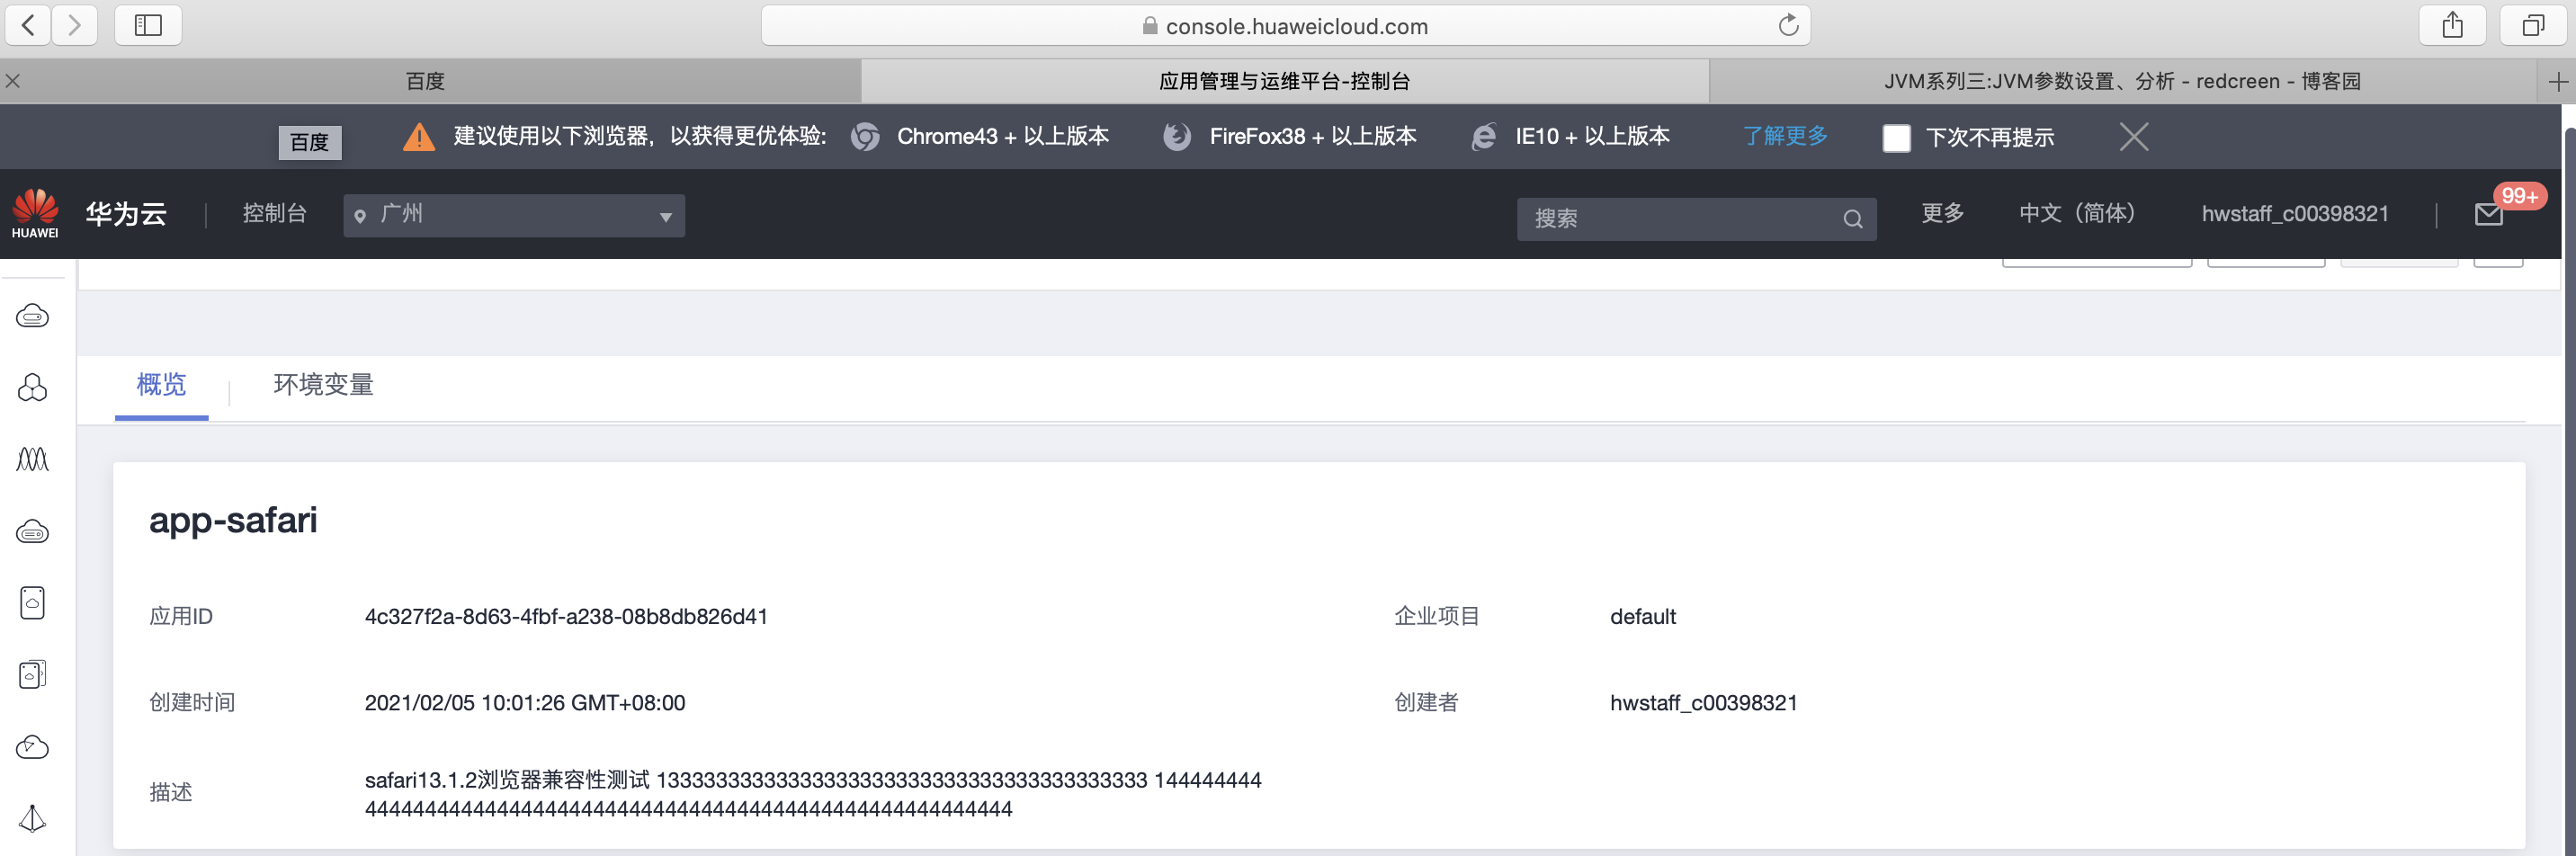 console.huaweicloud.com
百度
应用管理与运维平台-控制台
JVM系列三:JVM参数设置、分析 - redcreen - 博客园
百度
建议使用以下浏览器，以获得更优体验:
Chrome43 + 以上版本
FireFox38 + 以上版本
IE10 + 以上版本
了解更多
下次不再提示
HUAWEI
华为云
控制台
广州
搜索
更多
中文（简体）
hwstaff_c00398321
99+
概览
环境变量
app-safari
应用ID
4c327f2a-8d63-4fbf-a238-08b8db826d41
企业项目
default
创建时间
2021/02/05 10:01:26 GMT+08:00
创建者
hwstaff_c00398321
描述
safari13.1.2浏览器兼容性测试